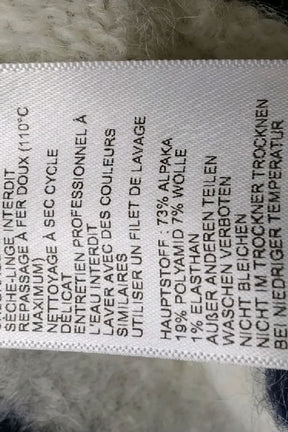 SÉCHAGE INTERDIT
REPASSAGE À FER DOUX (110°C
MAXIMUM)
NETTOYAGE À SEC CYCLE
DÉLICAT
ENTRETIEN PROFESSIONNEL À
L'EAU INTERDIT
LAVER AVEC DES COULEURS
SIMILAIRES
UTILISER UN FILET DE LAVAGE
HAUPTSTOFF : 73% ALPAKA
19% POLYAMID 7% WOLLE
1% ELASTHAN
AUßER ANDEREN TEILEN
WASCHEN VERBOTEN
NICHT BLEICHEN
NICHT IM TROCKNER TROCKNEN
BEI NIEDRIGER TEMPERATUR